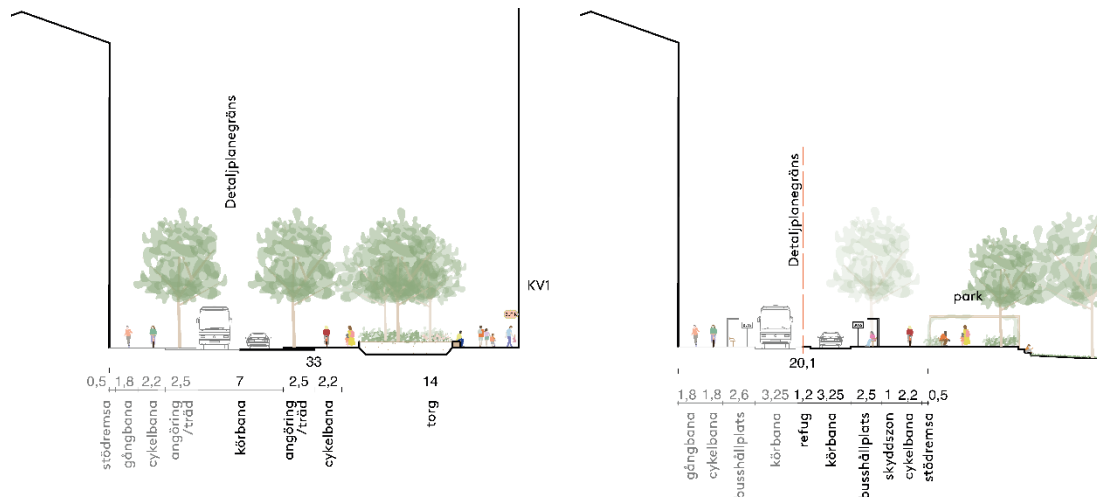 Detaljplanegräns
KV1
33
0,5 1,8 2,2 2,5 7 2,5 2,2 14
stödremsa
gångbana
cykelbana
angöring
/träd
körbana
angöring
/träd
cykelbana
torg
Detaljplanegräns
park
20,1
1,8 1,8 2,6 3,25 1,2 3,25 2,5 1 2,2 0,5
gångbana
cykelbana
busshållplats
körbana
refug
körbana
busshållplats
skyddszon
cykelbana
stödremsa